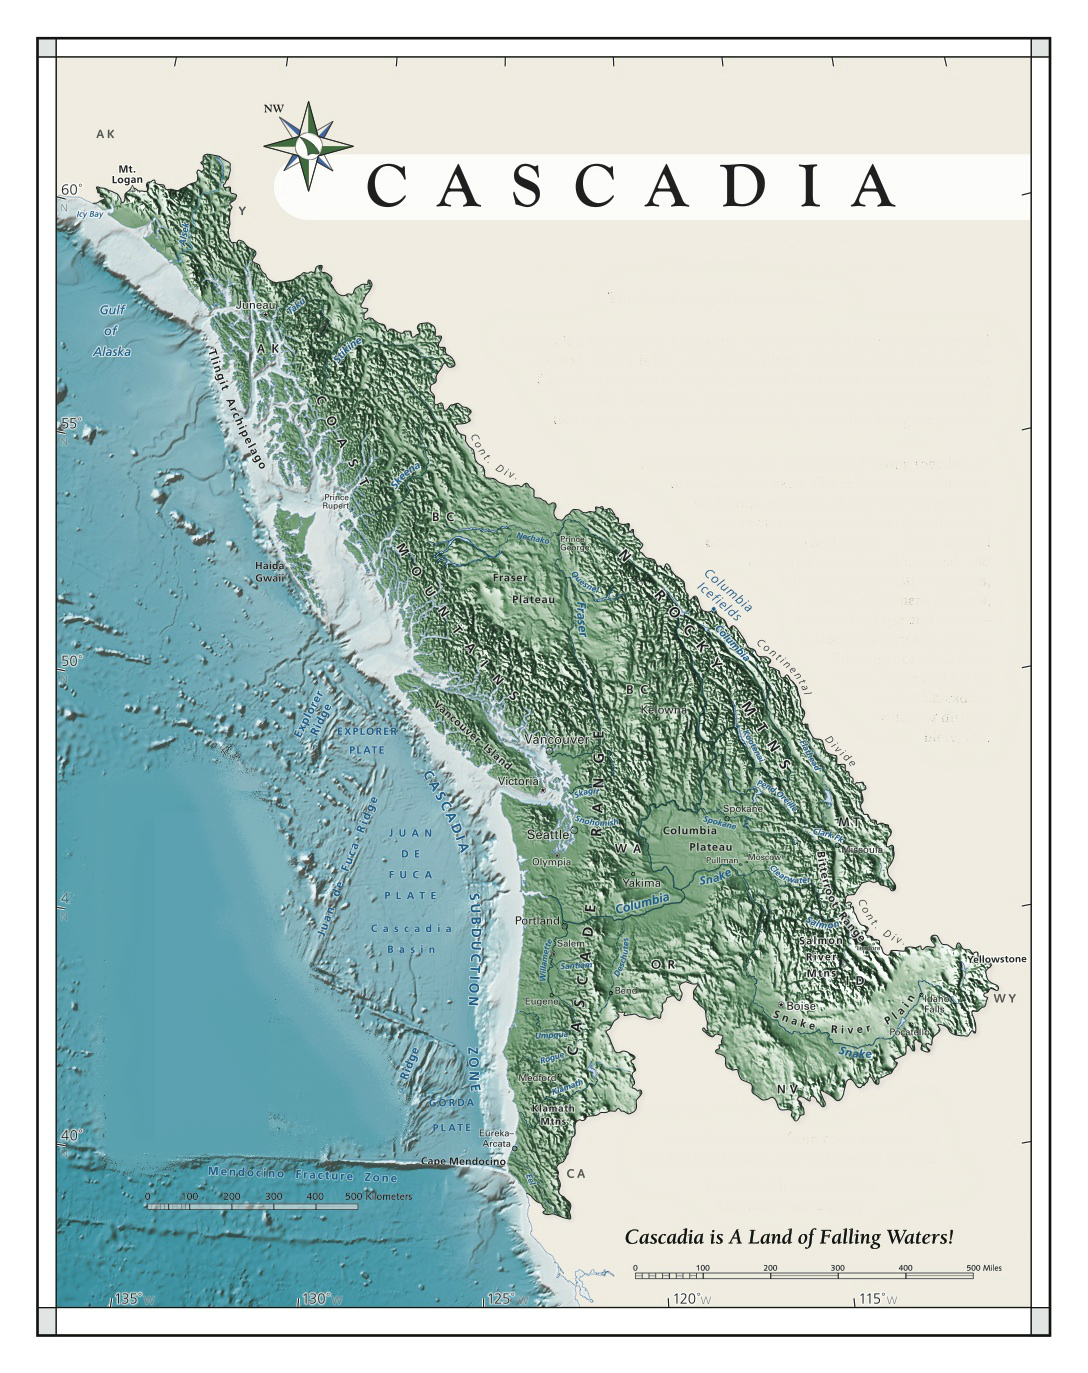 NW
CASCADIA
AK
Mt.
Logan
60°
N
Icy Bay
Alsek
Y
Gulf
of
Alaska
Juneau
Taku
AK
Stikine
Tlingit Archipelago
COAST
MOUNTAINS
55°
Cont. Div.
Skeena
Prince
Rupert
BC
Nechako
Prince
George
Haida
Gwaii
Fraser
Plateau
Quesnel
Fraser
N. ROCKY
MTNS
Columbia
Icefields
Columbia
Continental
Divide
50°
BC
Kelowna
Kootenai
Flathead
Vancouver Island
Vancouver
Victoria
Explorer
Ridge
EXPLORER
PLATE
CASCADIA
SUBDUCTION
ZONE
Skagit
Snohomish
Seattle
Olympia
CASCADE
RANGE
WA
Pend Oreille
Spokane
Spokane
Columbia
Plateau
Pullman
Moscow
Clark Fk.
MT
Missoula
Bitterroot Range
Clearwater
Yakima
Snake
Columbia
Juan de Fuca Ridge
JUAN
DE
FUCA
PLATE
Cascadia
Basin
4
Portland
Salem
Willamette
Santiam
Deschutes
Eugene
Bend
OR
Salmon
Salmon
River
Mtns
ID
Cont. Div.
Yellowstone
WY
Boise
Idaho
Falls
Pocatello
Snake River Plain
Snake
NV
Umpqua
Rogue
Medford
Klamath
Klamath
Mtns
Ridge
GORDA
PLATE
Eureka–
Arcata
40°
Cape Mendocino
Mendocino Fracture Zone
Eel
CA
0 100 200 300 400 500 Kilometers
Cascadia is A Land of Falling Waters!
0 100 200 300 400 500 Miles
135°W
130°W
125°W
120°W
115°W